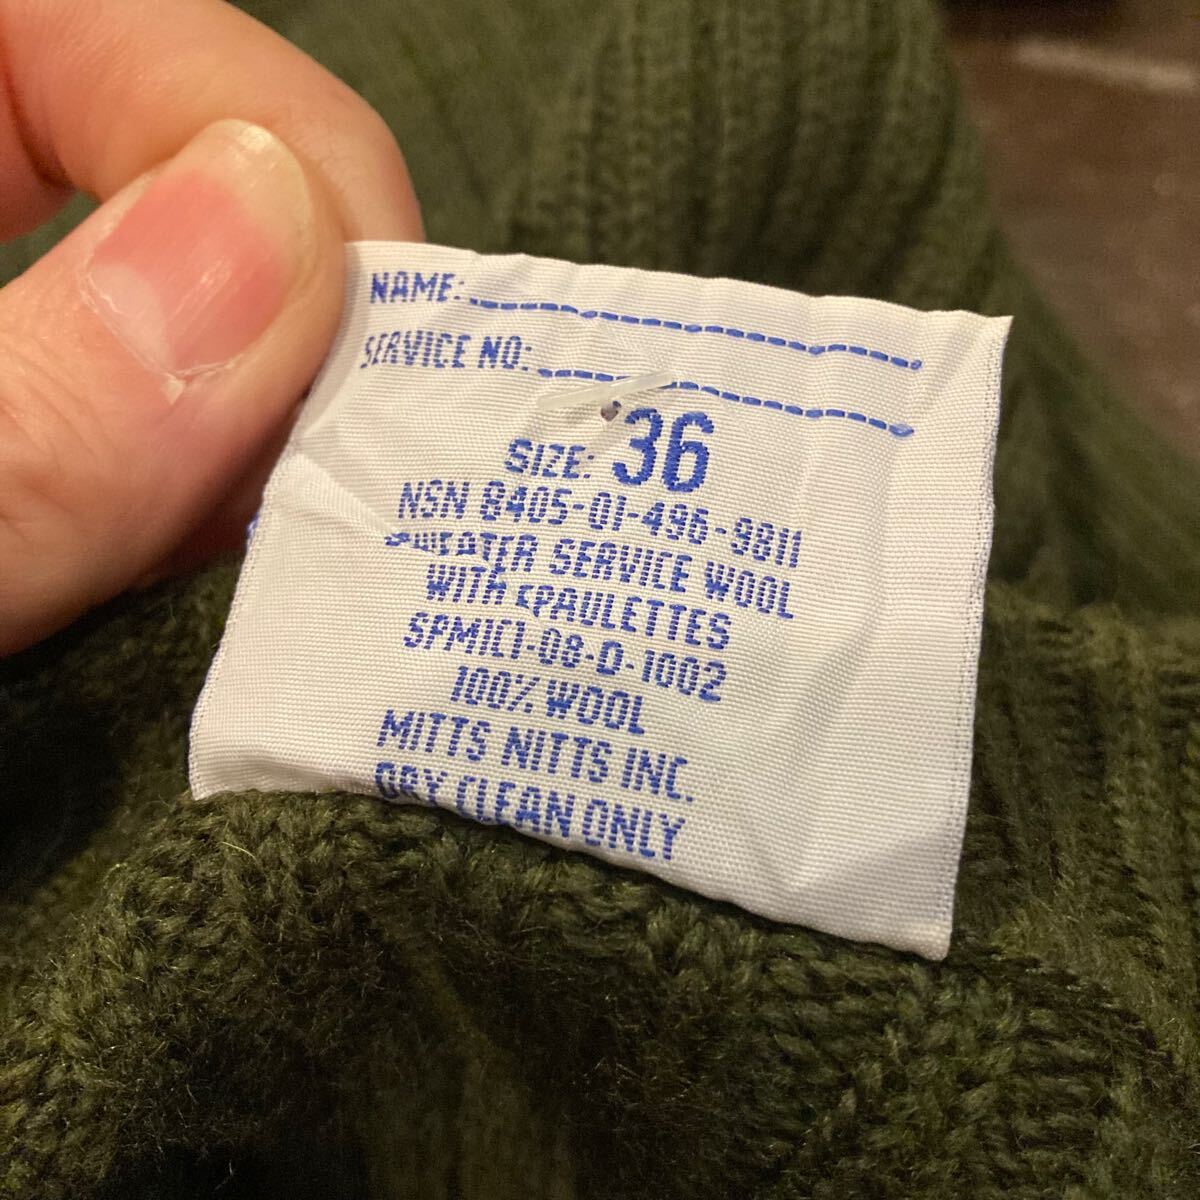 NAME:
SERVICE NO:
SIZE: 36
NSN 8405-01-496-9811
SWEATER SERVICE WOOL
WITH EPAULETTES
SPM1C1-08-D-1002
100% WOOL
MITTS NITTS INC.
DRY CLEAN ONLY